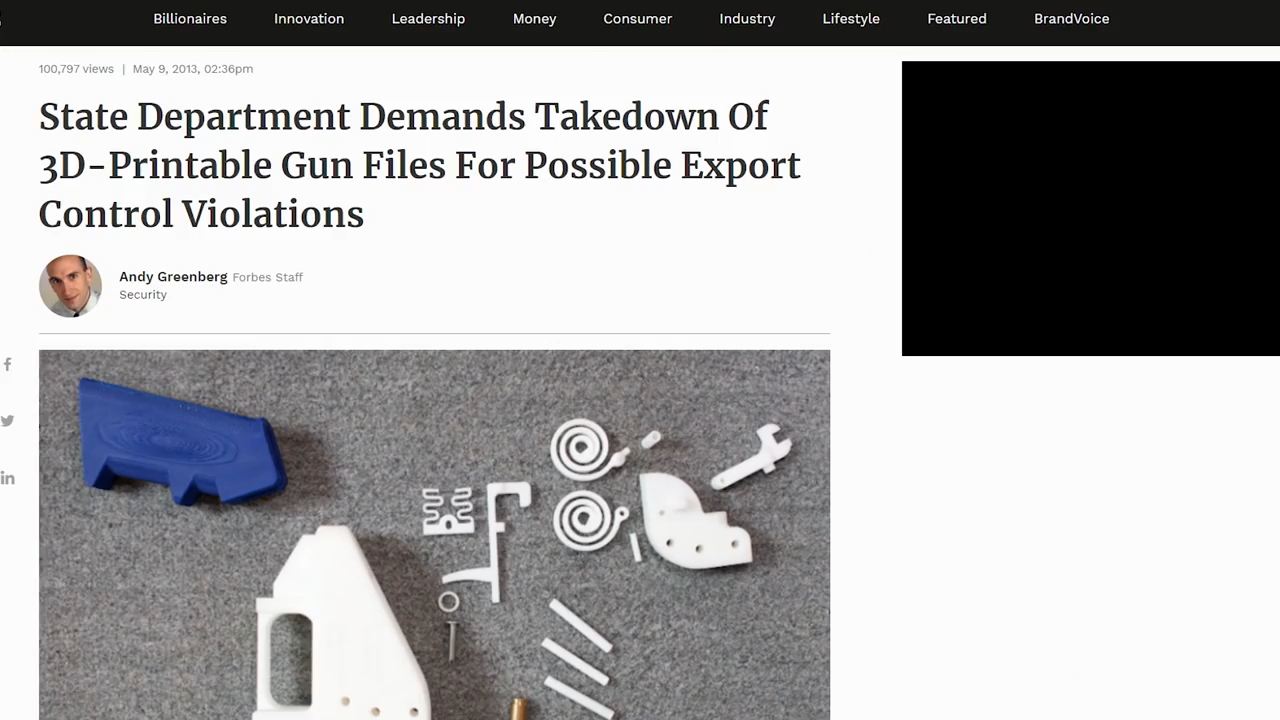 Billionaires Innovation Leadership Money Consumer Industry Lifestyle Featured BrandVoice
100,797 views | May 9, 2013, 02:36pm
State Department Demands Takedown Of
3D-Printable Gun Files For Possible Export
Control Violations
Andy Greenberg Forbes Staff
Security